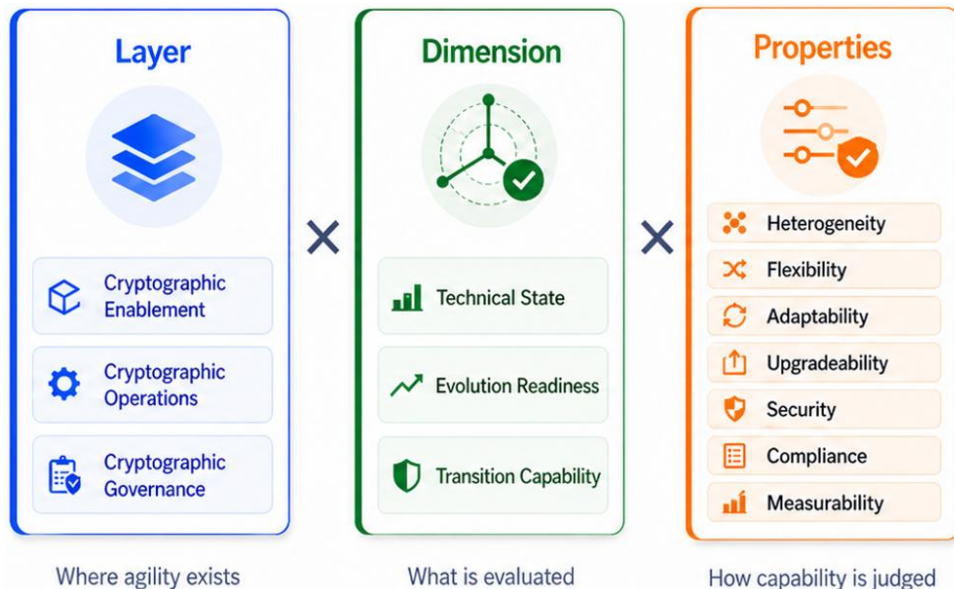 Layer
Cryptographic
Enablement
Cryptographic
Operations
Cryptographic
Governance
Where agility exists
×
Dimension
Technical State
Evolution Readiness
Transition Capability
What is evaluated
×
Properties
Heterogeneity
Flexibility
Adaptability
Upgradeability
Security
Compliance
Measurability
How capability is judged